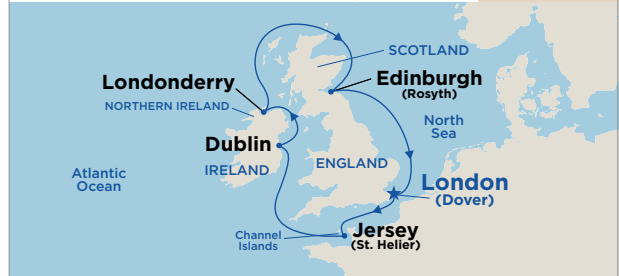 SCOTLAND
Londonderry
Edinburgh
(Rosyth)
NORTHERN IRELAND
North
Sea
Dublin
IRELAND
ENGLAND
Atlantic
Ocean
London
(Dover)
Channel
Islands
Jersey
(St. Helier)